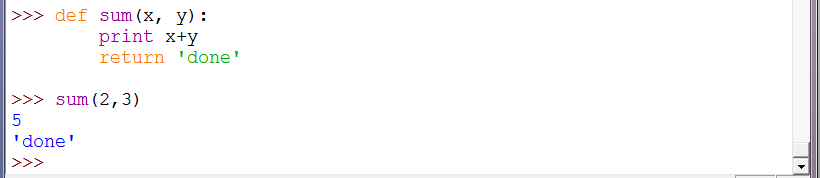 >>> def sum(x, y):
        print x+y
        return 'done'

>>> sum(2,3)
5
'done'
>>>